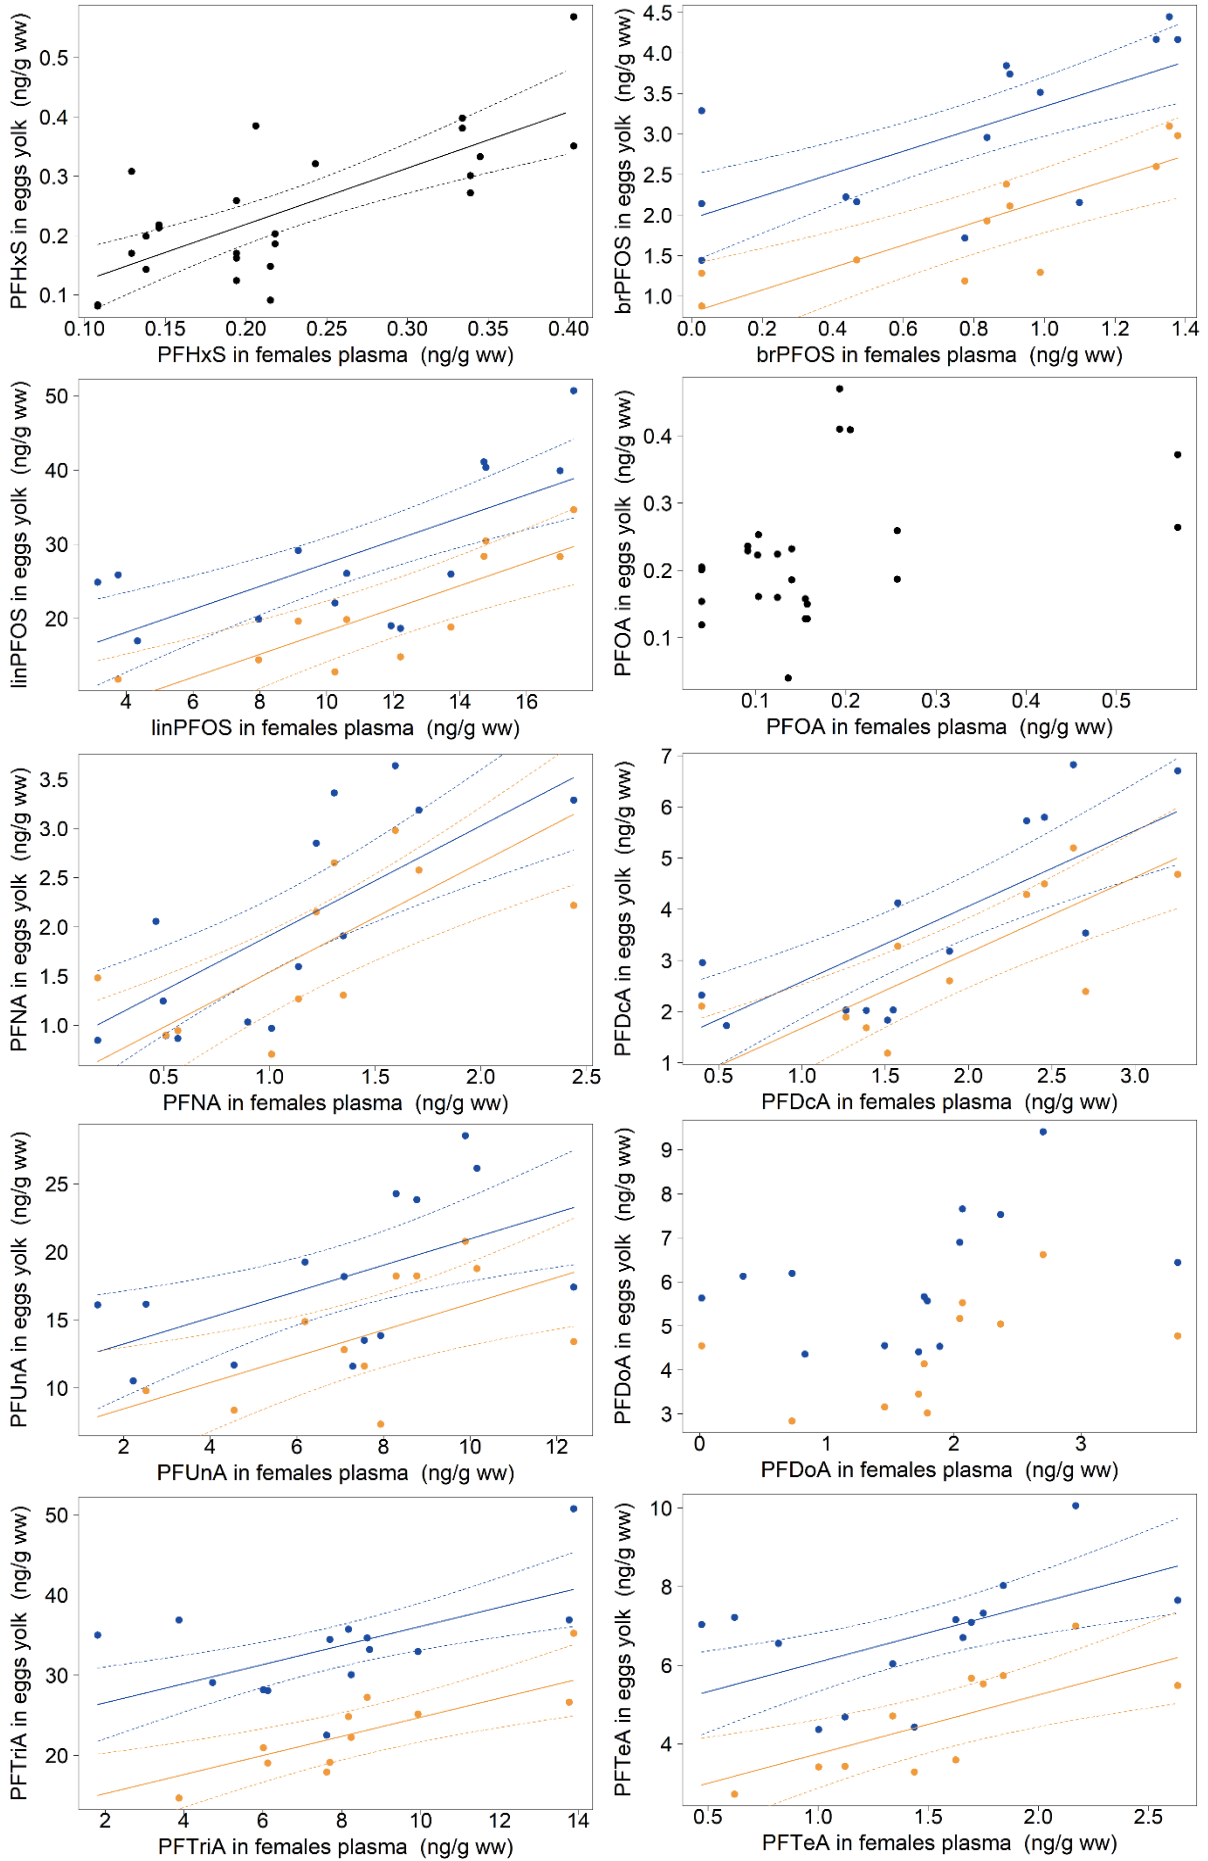 PFHxS in eggs yolk (ng/g ww)
0.5
0.4
0.3
0.2
0.1
0.10 0.15 0.20 0.25 0.30 0.35 0.40
PFHxS in females plasma (ng/g ww)
brPFOS in eggs yolk (ng/g ww)
4.5
4.0
3.5
3.0
2.5
2.0
1.5
1.0
0.0 0.2 0.4 0.6 0.8 1.0 1.2 1.4
brPFOS in females plasma (ng/g ww)
linPFOS in eggs yolk (ng/g ww)
50
40
30
20
4 6 8 10 12 14 16
linPFOS in females plasma (ng/g ww)
PFOA in eggs yolk (ng/g ww)
0.4
0.3
0.2
0.1
0.1 0.2 0.3 0.4 0.5
PFOA in females plasma (ng/g ww)
PFNA in eggs yolk (ng/g ww)
3.5
3.0
2.5
2.0
1.5
1.0
0.5 1.0 1.5 2.0 2.5
PFNA in females plasma (ng/g ww)
PFDcA in eggs yolk (ng/g ww)
7
6
5
4
3
2
1
0.5 1.0 1.5 2.0 2.5 3.0
PFDcA in females plasma (ng/g ww)
PFUnA in eggs yolk (ng/g ww)
25
20
15
10
2 4 6 8 10 12
PFUnA in females plasma (ng/g ww)
PFDoA in eggs yolk (ng/g ww)
9
8
7
6
5
4
3
0 1 2 3
PFDoA in females plasma (ng/g ww)
PFTriA in eggs yolk (ng/g ww)
50
40
30
20
2 4 6 8 10 12 14
PFTriA in females plasma (ng/g ww)
PFTeA in eggs yolk (ng/g ww)
10
8
6
4
0.5 1.0 1.5 2.0 2.5
PFTeA in females plasma (ng/g ww)